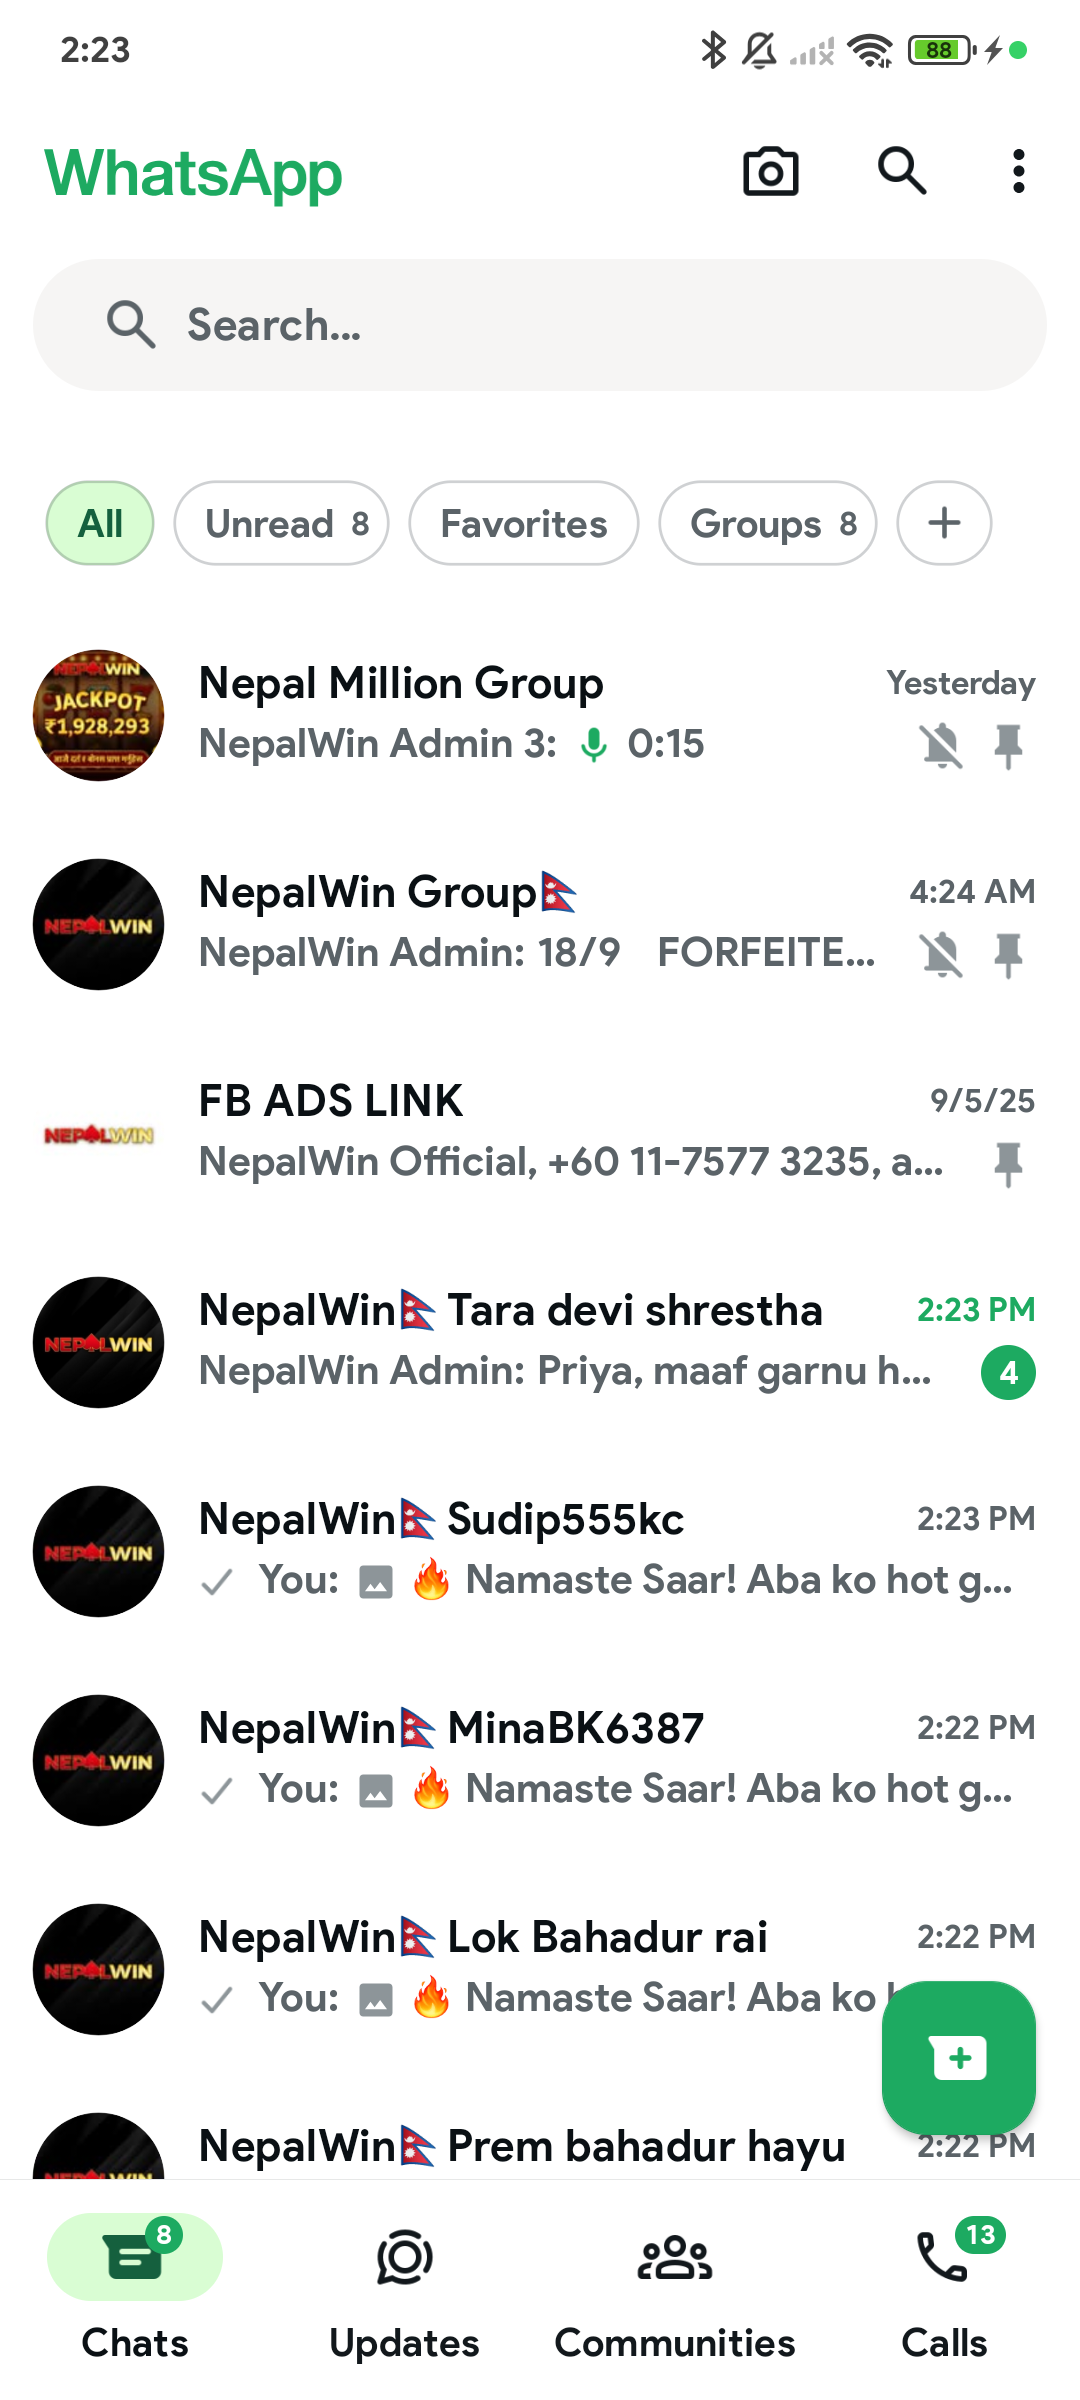 2:23
88
WhatsApp
Search...
All
Unread 8
Favorites
Groups 8
NEPALWIN
JACKPOT
₹1,928,293
Nepal Million Group
Yesterday
NepalWin Admin 3: 0:15
NEPALWIN
NepalWin Group🇳🇵
4:24 AM
NepalWin Admin: 18/9 FORFEITE...
NEPALWIN
FB ADS LINK
9/5/25
NepalWin Official, +60 11-7577 3235, a...
NEPALWIN
NepalWin🇳🇵 Tara devi shrestha
2:23 PM
NepalWin Admin: Priya, maaf garnu h...
4
NEPALWIN
NepalWin🇳🇵 Sudip555kc
2:23 PM
You: 🔥 Namaste Saar! Aba ko hot g...
NEPALWIN
NepalWin🇳🇵 MinaBK6387
2:22 PM
You: 🔥 Namaste Saar! Aba ko hot g...
NEPALWIN
NepalWin🇳🇵 Lok Bahadur rai
2:22 PM
You: 🔥 Namaste Saar! Aba ko
NEPALWIN
NepalWin🇳🇵 Prem bahadur hayu
2:22 PM
8
13
Chats
Updates
Communities
Calls